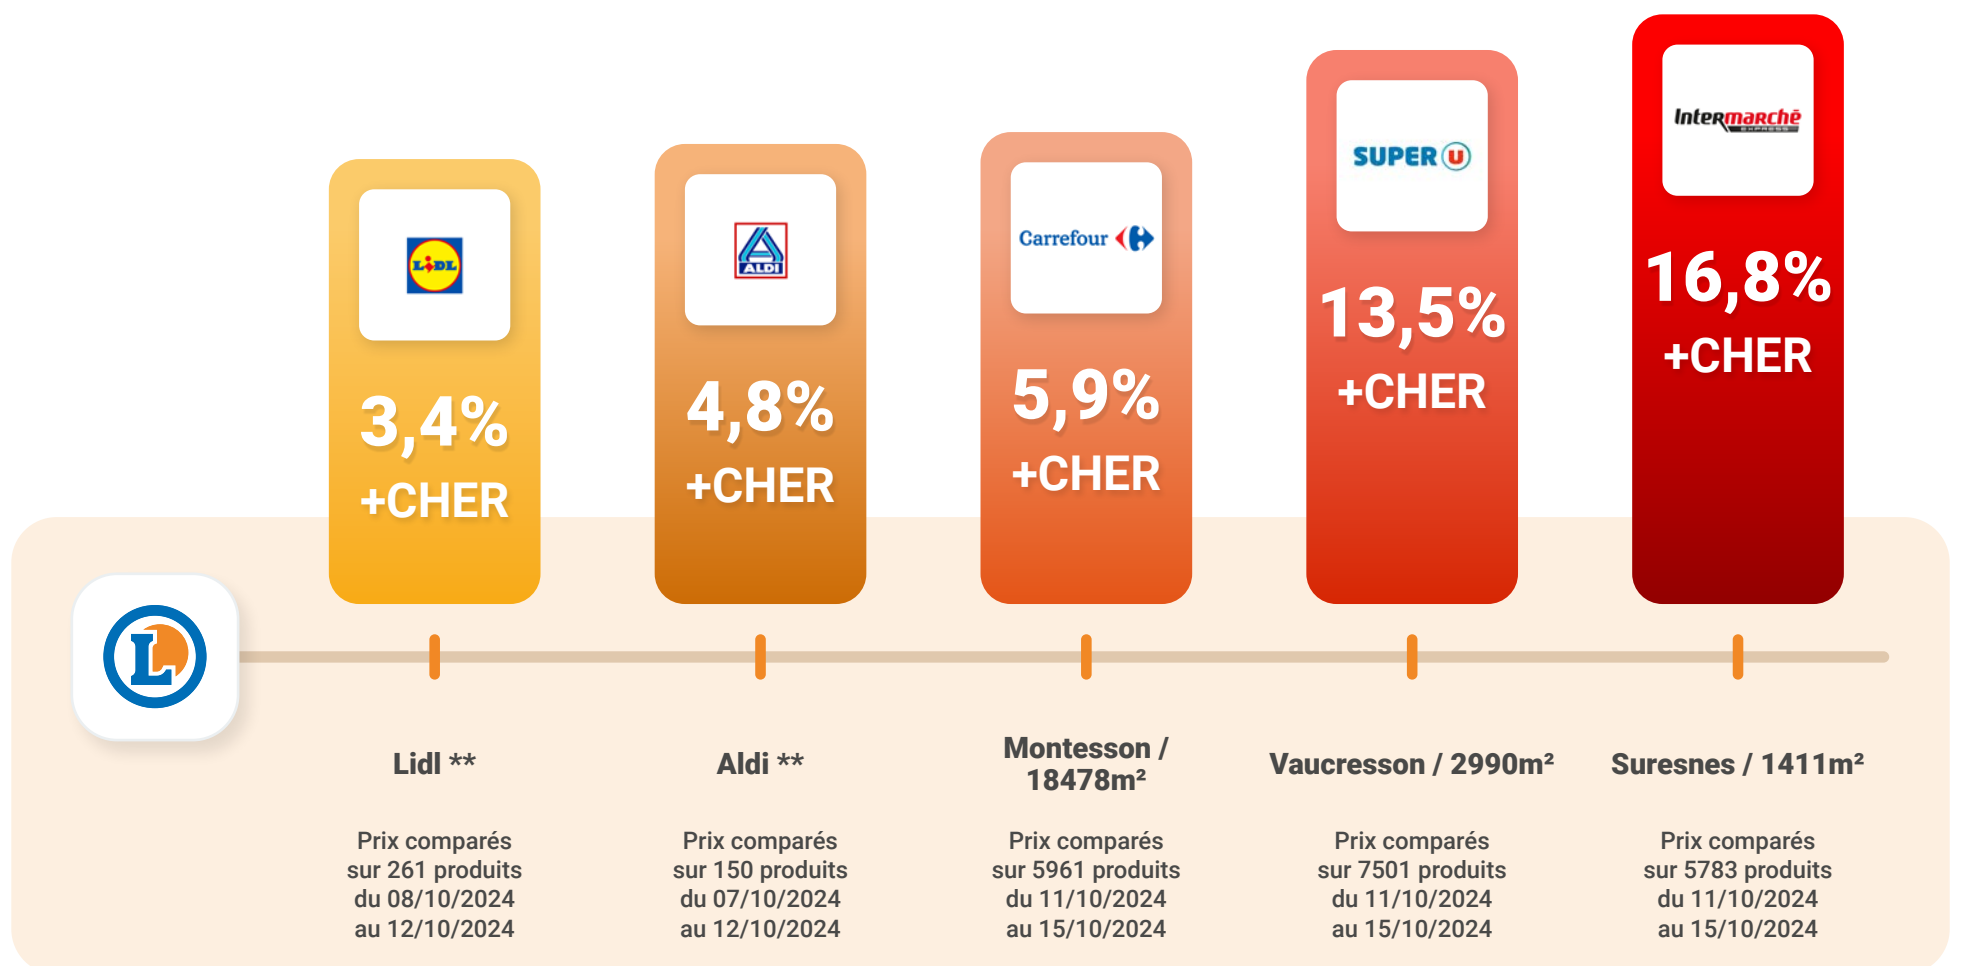 LiDL
3,4%
+CHER
ALDI
4,8%
+CHER
Carrefour
5,9%
+CHER
SUPER U
13,5%
+CHER
Intermarchē
EXPRESS
16,8%
+CHER
L
Lidl **
Prix comparés
sur 261 produits
du 08/10/2024
au 12/10/2024
Aldi **
Prix comparés
sur 150 produits
du 07/10/2024
au 12/10/2024
Montesson /
18478m²
Prix comparés
sur 5961 produits
du 11/10/2024
au 15/10/2024
Vaucresson / 2990m²
Prix comparés
sur 7501 produits
du 11/10/2024
au 15/10/2024
Suresnes / 1411m²
Prix comparés
sur 5783 produits
du 11/10/2024
au 15/10/2024